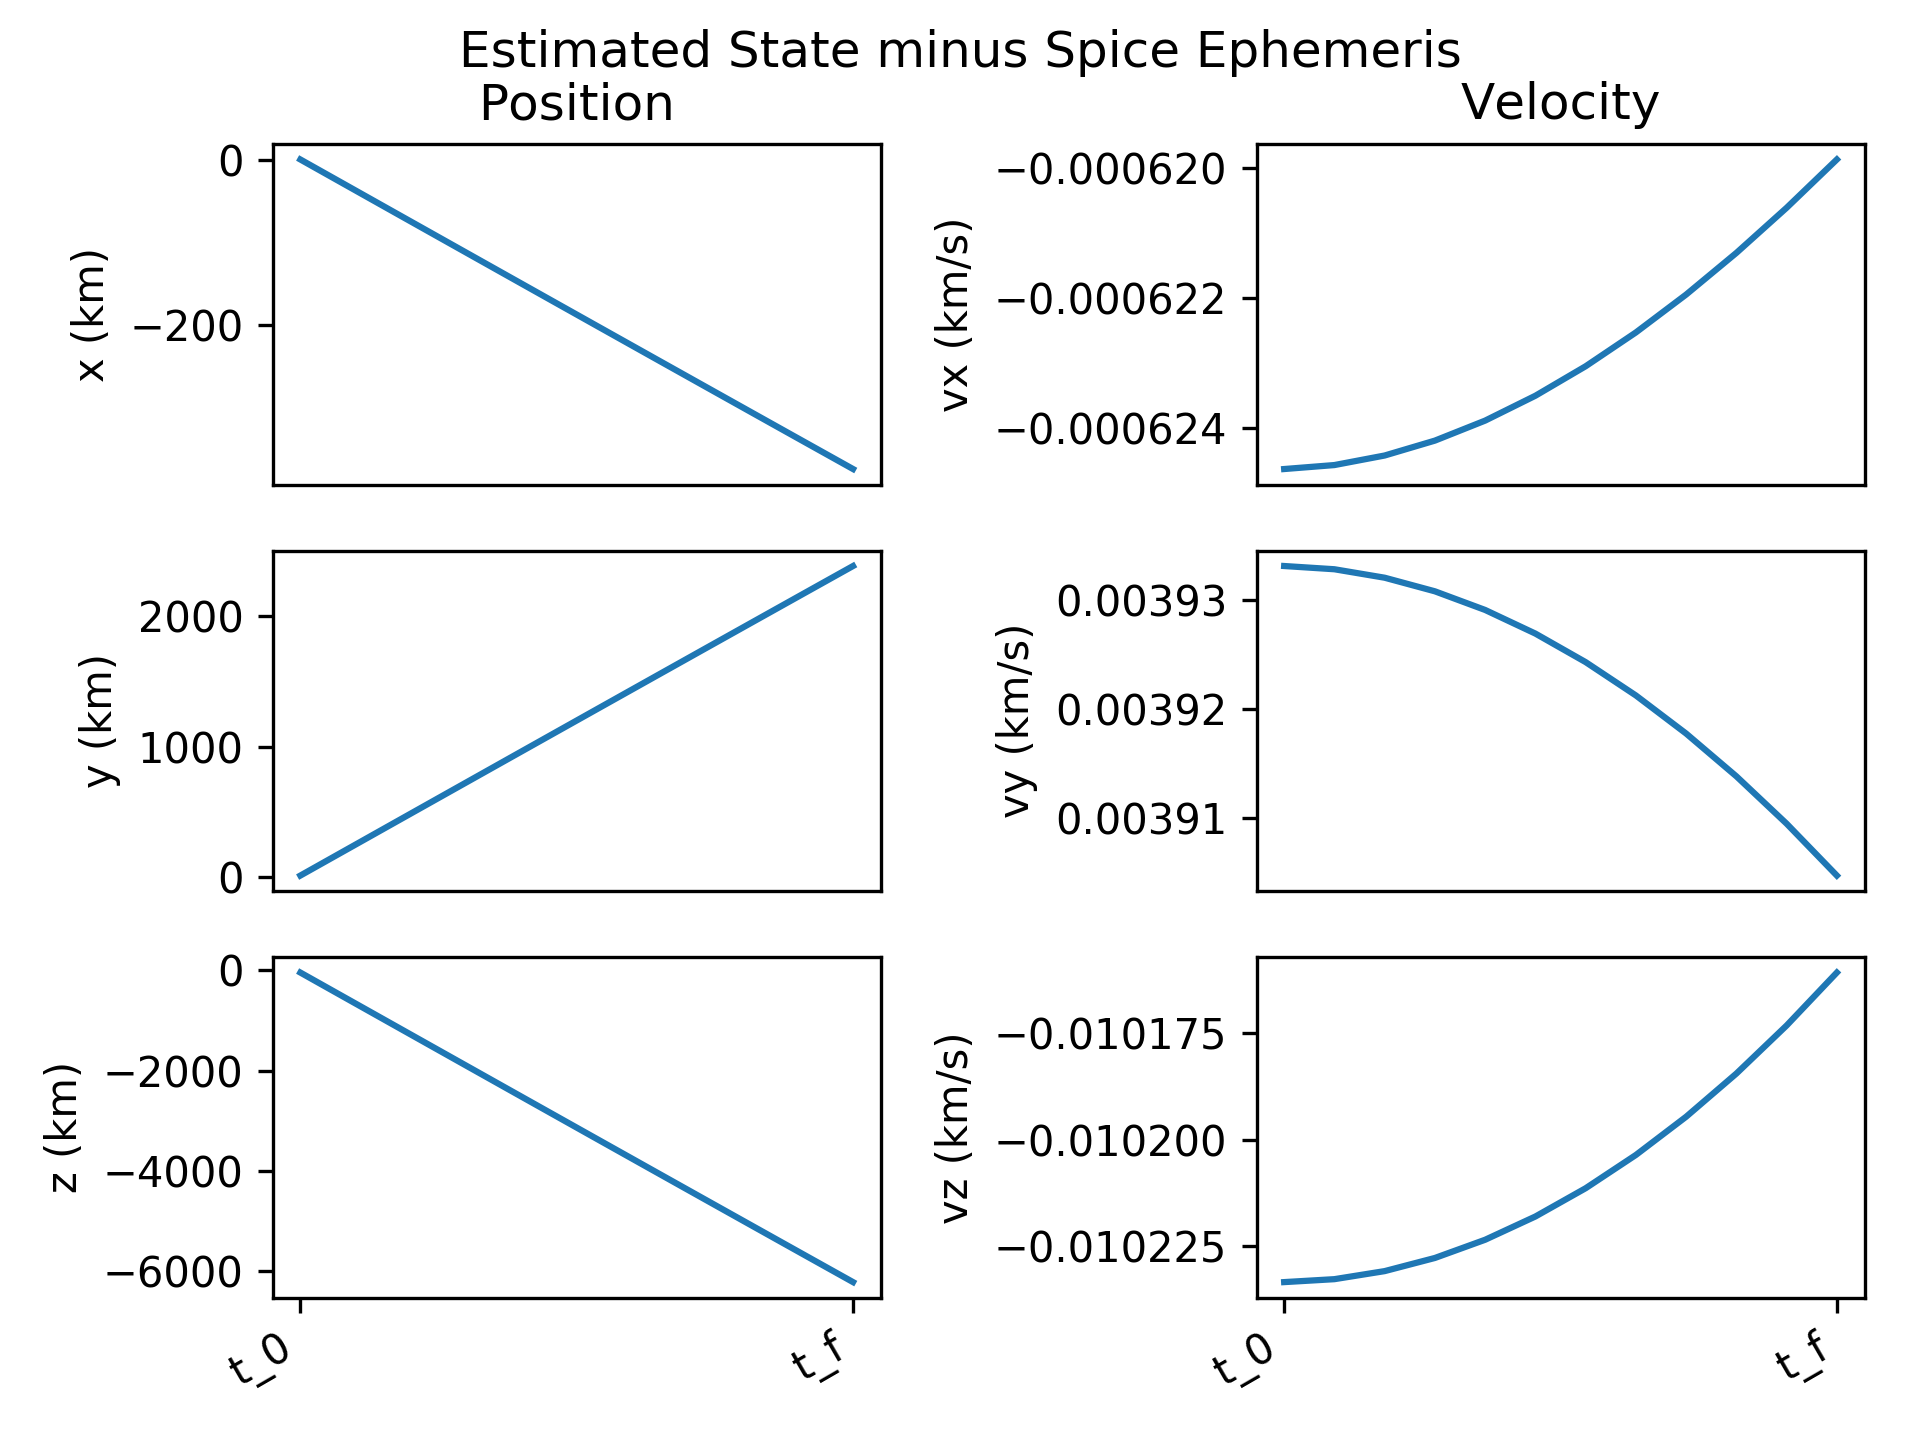 Estimated State minus Spice Ephemeris
Position
Velocity
0
−200
x (km)
−0.000620
−0.000622
−0.000624
vx (km/s)
2000
1000
0
y (km)
0.00393
0.00392
0.00391
vy (km/s)
0
−2000
−4000
−6000
z (km)
−0.010175
−0.010200
−0.010225
vz (km/s)
t_0
t_f
t_0
t_f